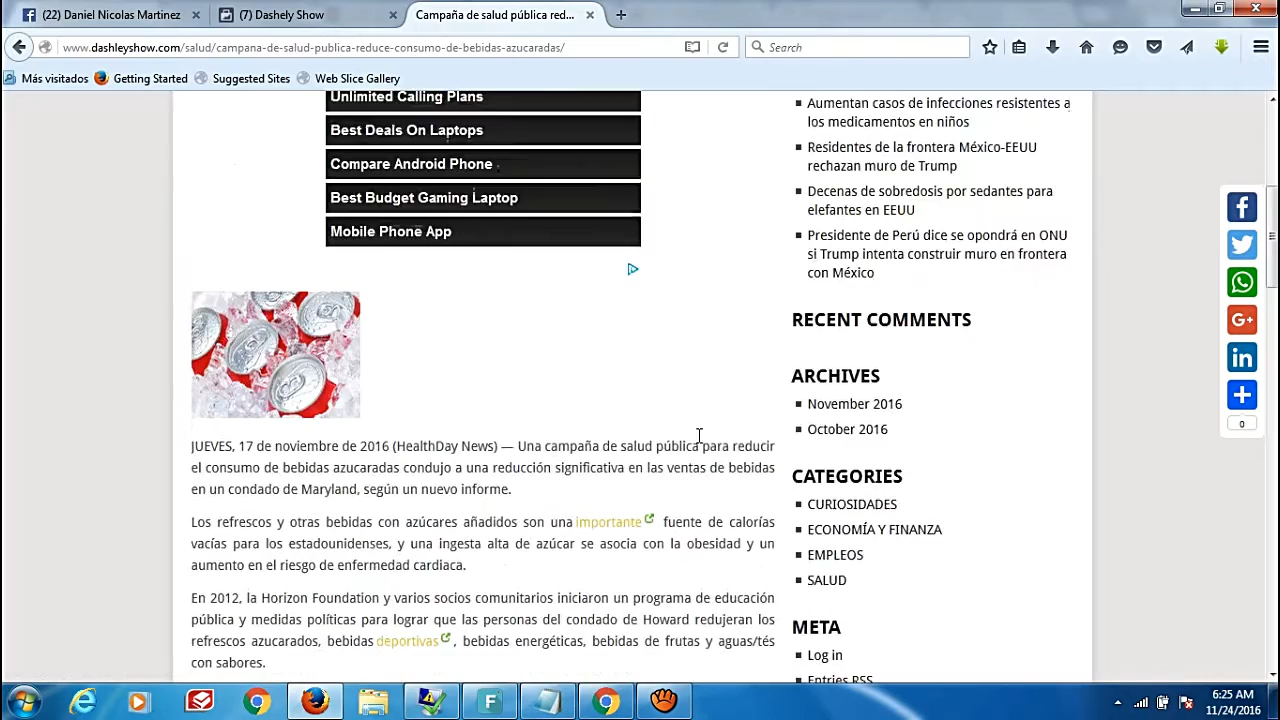 (22) Daniel Nicolas Martinez
(7) Dashely Show
Campaña de salud pública red...
www.dashleyshow.com/salud/campana-de-salud-publica-reduce-consumo-de-bebidas-azucaradas/
Search
Más visitados
Getting Started
Suggested Sites
Web Slice Gallery
Unlimited Calling Plans
Best Deals On Laptops
Compare Android Phone
Best Budget Gaming Laptop
Mobile Phone App
JUEVES, 17 de noviembre de 2016 (HealthDay News) — Una campaña de salud pública para reducir
el consumo de bebidas azucaradas condujo a una reducción significativa en las ventas de bebidas
en un condado de Maryland, según un nuevo informe.
Los refrescos y otras bebidas con azúcares añadidos son una importante fuente de calorías
vacías para los estadounidenses, y una ingesta alta de azúcar se asocia con la obesidad y un
aumento en el riesgo de enfermedad cardiaca.
En 2012, la Horizon Foundation y varios socios comunitarios iniciaron un programa de educación
pública y medidas políticas para lograr que las personas del condado de Howard redujeran los
refrescos azucarados, bebidas deportivas , bebidas energéticas, bebidas de frutas y aguas/tés
con sabores.
Aumentan casos de infecciones resistentes a
los medicamentos en niños
Residentes de la frontera México-EEUU
rechazan muro de Trump
Decenas de sobredosis por sedantes para
elefantes en EEUU
Presidente de Perú dice se opondrá en ONU
si Trump intenta construir muro en frontera
con México
RECENT COMMENTS
ARCHIVES
November 2016
October 2016
CATEGORIES
CURIOSIDADES
ECONOMÍA Y FINANZA
EMPLEOS
SALUD
META
Log in
Entries RSS
0
6:25 AM
11/24/2016